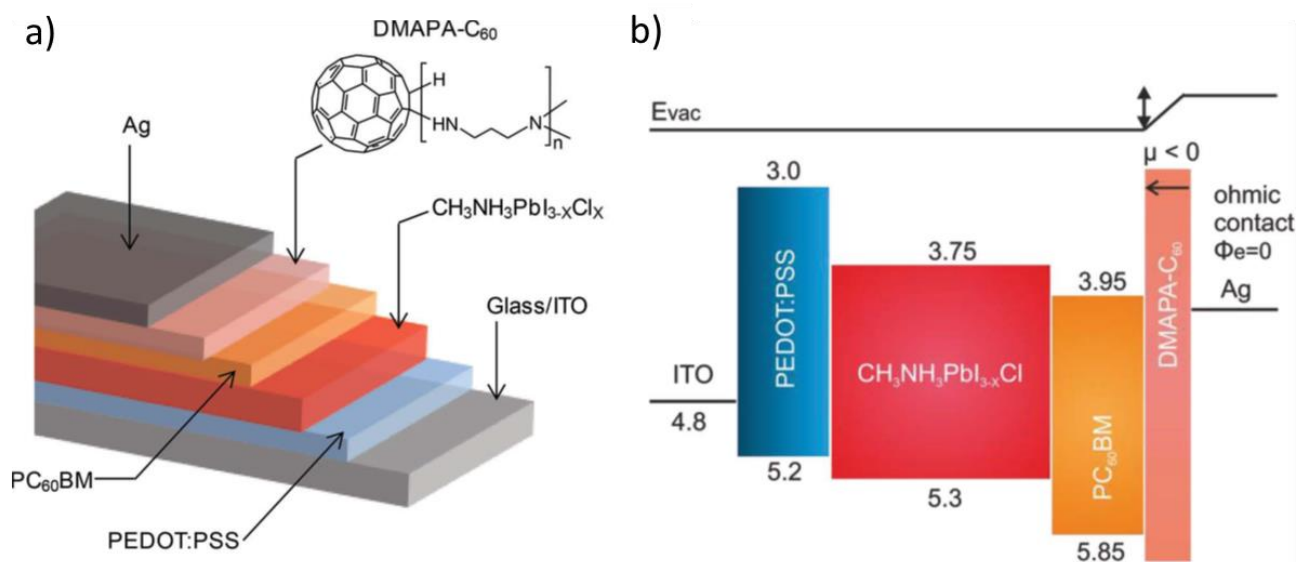 a)
DMAPA-C₆₀
H
HN
N
n
Ag
CH₃NH₃PbI₃₋ₓClₓ
Glass/ITO
PC₆₀BM
PEDOT:PSS
b)
Evac
μ < 0
3.0
ohmic
contact
Φe=0
3.75
3.95
Ag
PEDOT:PSS
CH₃NH₃PbI₃₋ₓCl
PC₆₀BM
DMAPA-C₆₀
ITO
4.8
5.2
5.3
5.85